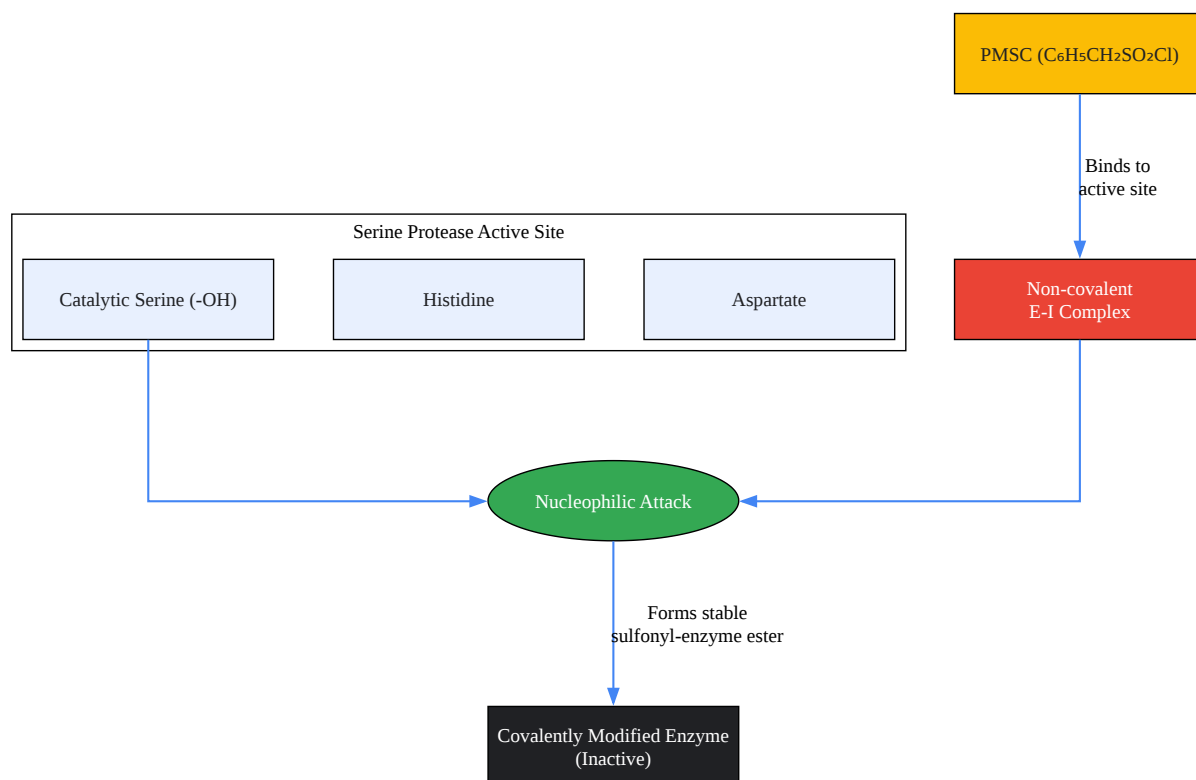 PMSC (C₆H₅CH₂SO₂Cl)
Binds to
active site
Serine Protease Active Site
Catalytic Serine (-OH)
Histidine
Aspartate
Non-covalent
E-I Complex
Nucleophilic Attack
Forms stable
sulfonyl-enzyme ester
Covalently Modified Enzyme
(Inactive)